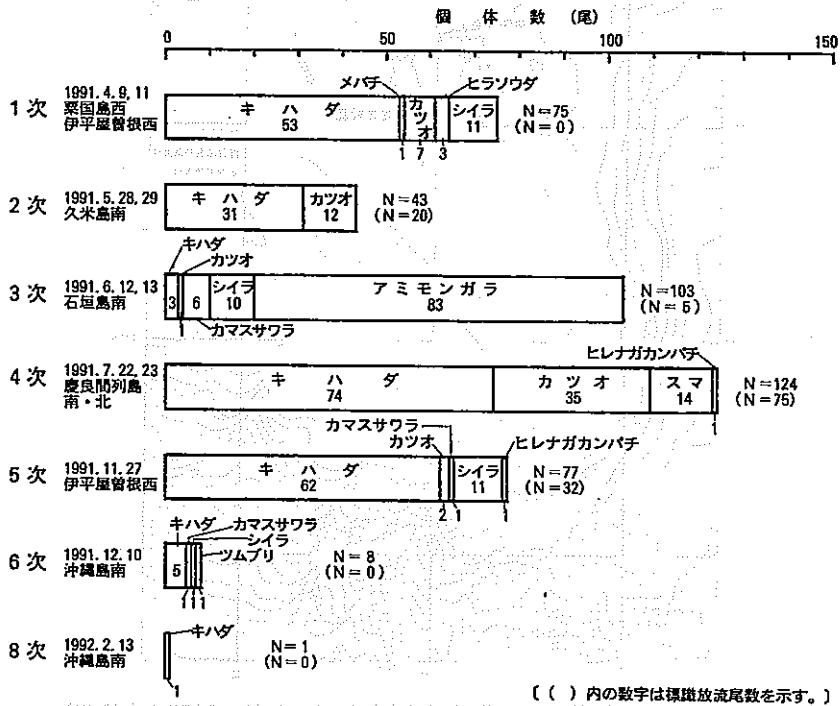 個体数(尾)
0 50 100 150
1次
1991.4.9,11
粟国島西
伊平屋曽根西
メバチ
ヒラソウダ
キハダ
53
カツオ
シイラ
11
1 7 3
N=75
(N=0)
2次
1991.5.28,29
久米島南
キハダ
31
カツオ
12
N=43
(N=20)
3次
1991.6.12,13
石垣島南
キハダ
カツオ
3
6
シイラ
10
アミモンガラ
83
1
カマスサワラ
N=103
(N=5)
4次
1991.7.22,23
慶良間列島
南・北
ヒレナガカンパチ
キハダ
74
カツオ
35
スマ
14
1
N=124
(N=75)
5次
1991.11.27
伊平屋曽根西
カマスサワラ
カツオ
ヒレナガカンパチ
キハダ
62
シイラ
11
2 1 1
N=77
(N=32)
6次
1991.12.10
沖縄島南
キハダ
カマスサワラ
シイラ
ツムブリ
5
1 1 1
N=8
(N=0)
8次
1992.2.13
沖縄島南
キハダ
1
N=1
(N=0)
〔( )内の数字は標識放流尾数を示す。〕